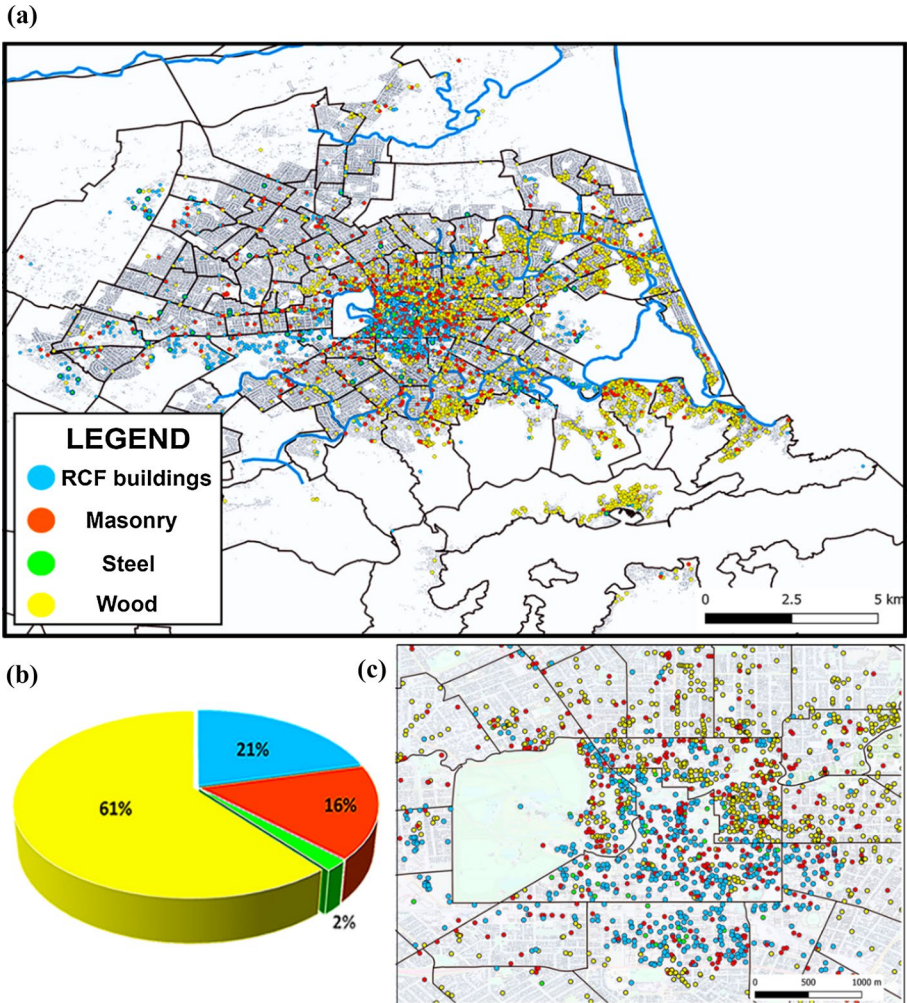 (a)
LEGEND
RCF buildings
Masonry
Steel
Wood
0 2.5 5 km
(b)
21%
16%
61%
2%
(c)
0 500 1000 m